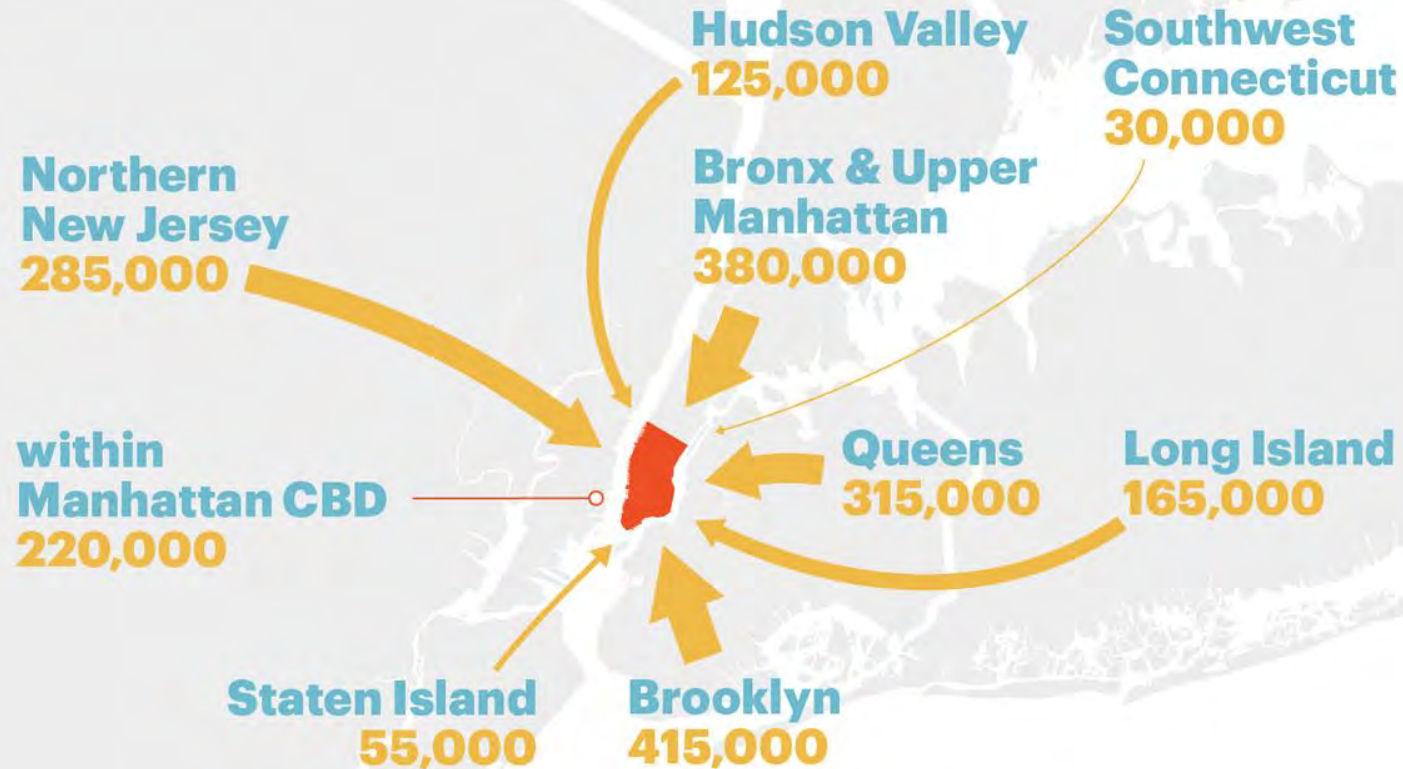 Hudson Valley
125,000
Southwest
Connecticut
30,000
Northern
New Jersey
285,000
Bronx & Upper
Manhattan
380,000
within
Manhattan CBD
220,000
Queens
315,000
Long Island
165,000
Staten Island
55,000
Brooklyn
415,000